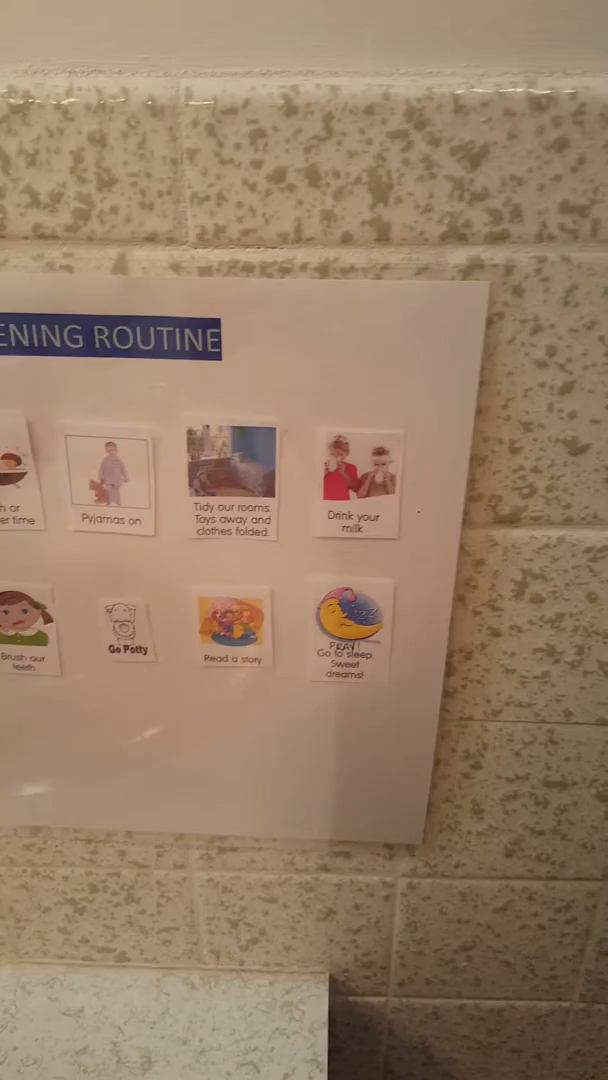 ENING ROUTINE
h or
er time
Pyjamas on
Tidy our rooms.
Toys away and
clothes folded.
Drink your
milk
Brush our
teeth
Go Potty
Read a story
PRAY!
Go to sleep.
Sweet
dreams!